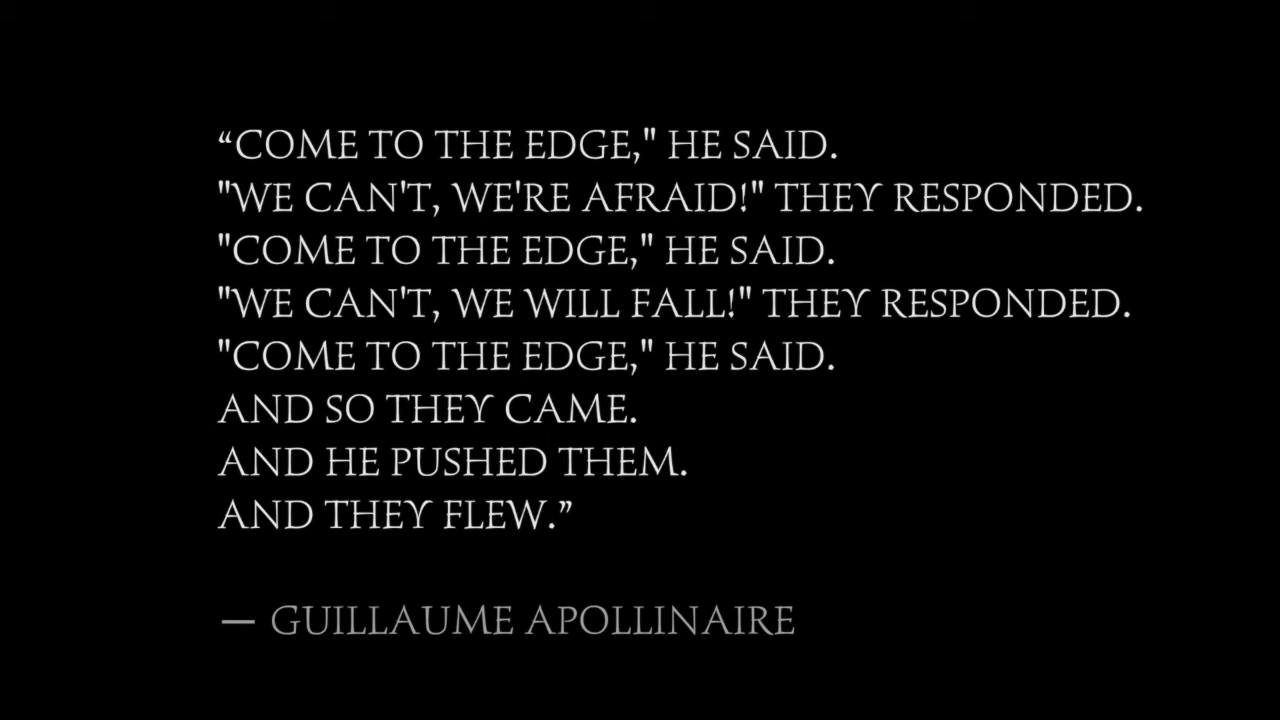 “COME TO THE EDGE," HE SAID.
"WE CAN'T, WE'RE AFRAID!" THEY RESPONDED.
"COME TO THE EDGE," HE SAID.
"WE CAN'T, WE WILL FALL!" THEY RESPONDED.
"COME TO THE EDGE," HE SAID.
AND SO THEY CAME.
AND HE PUSHED THEM.
AND THEY FLEW.”
— GUILLAUME APOLLINAIRE